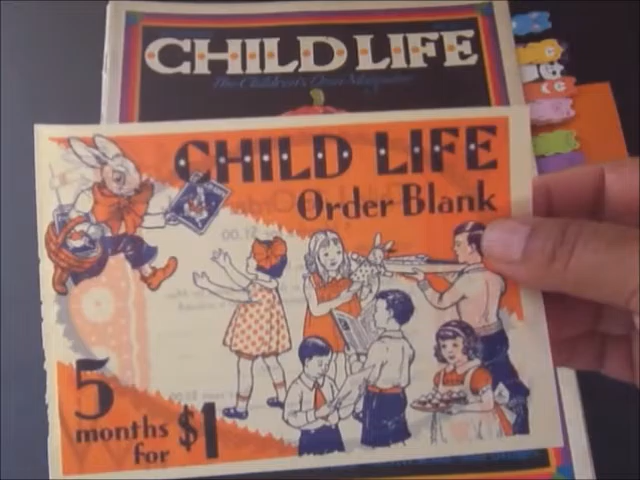 CHILD LIFE
The Children's Own Magazine
CHILD LIFE
Order Blank
5
months
for $1